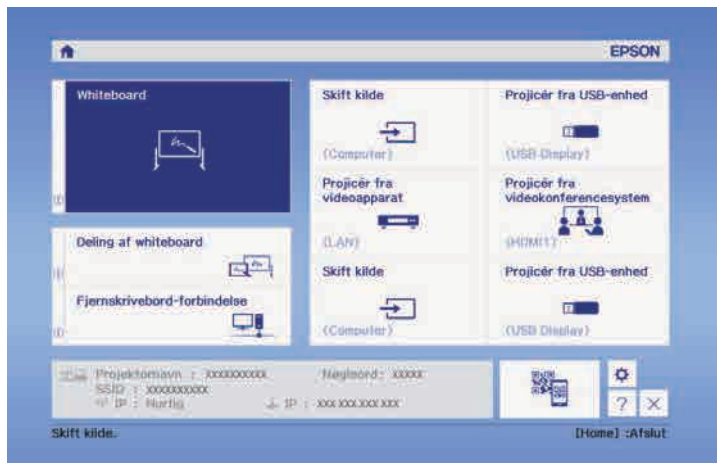 EPSON
Whiteboard
Skift kilde
(Computer)
Projicér fra USB-enhed
(USB Display)
Projicér fra
videoapparat
(LAN)
Projicér fra
videokonferencesystem
(HDMI1)
Deling af whiteboard
Fjernskrivebord-forbindelse
Skift kilde
(Computer)
Projicér fra USB-enhed
(USB Display)
Projektornavn : XXXXXXXXXX
Nøgleord: XXXXX
SSID : XXXXXXXXXX
IP : Hurtig
IP : XXX.XXX.XXX.XXX
?
Skift kilde.
[Home] :Afslut